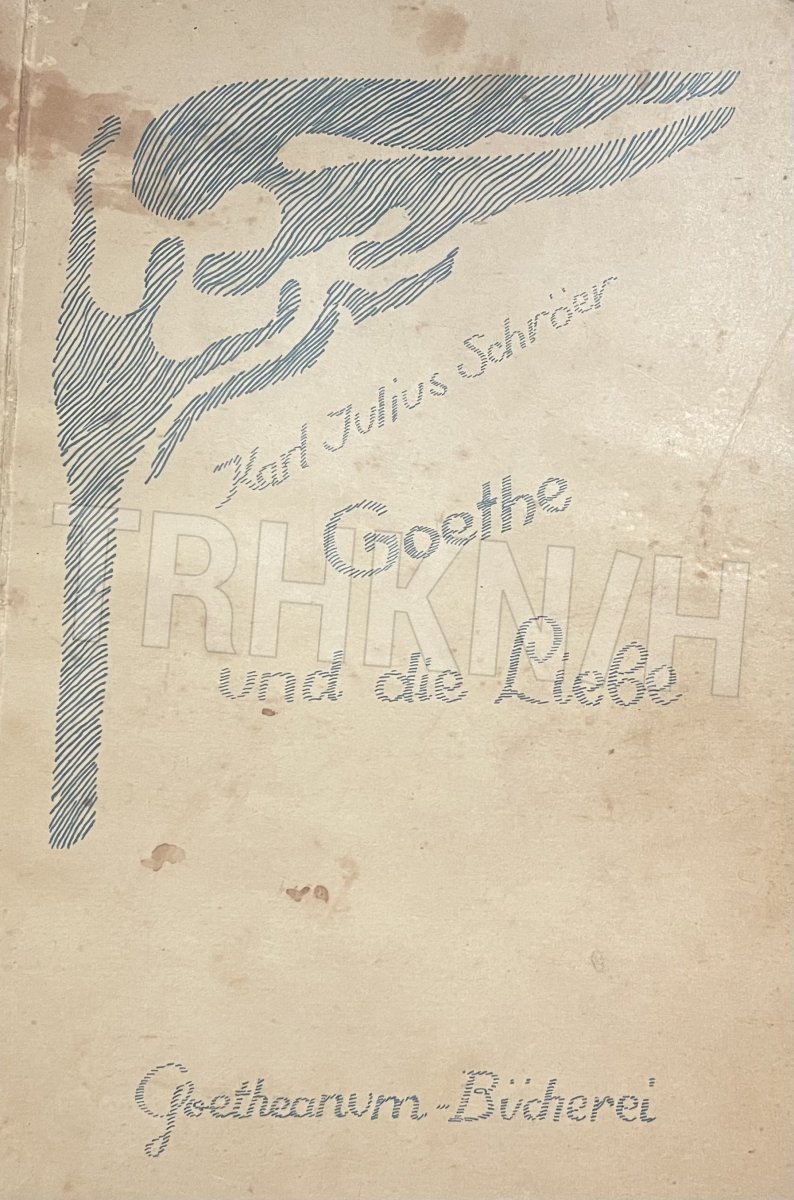 Karl Julius Schröer
Goethe
TRHKN/H
und die Liebe
Goetheanum-Bücherei